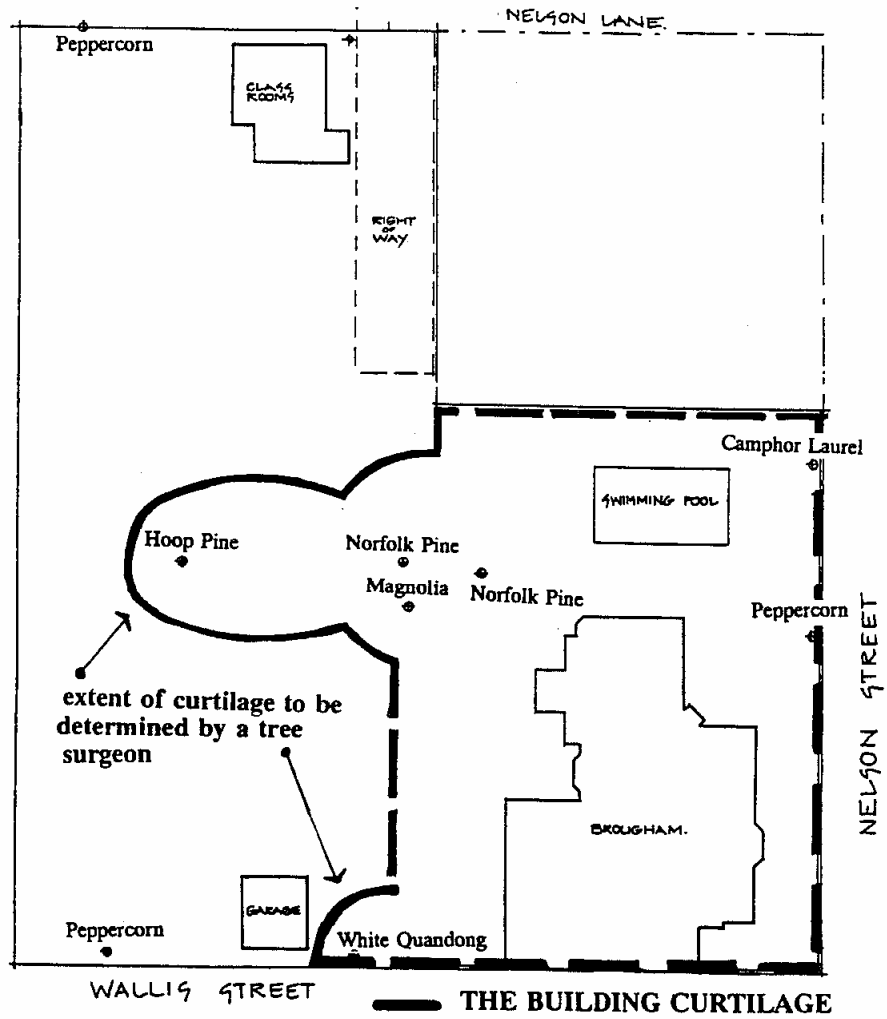 NELSON LANE.
Peppercorn
CLASS
ROOMS
RIGHT
OF
WAY.
Camphor Laurel
SWIMMING POOL
Hoop Pine
Norfolk Pine
Magnolia
Norfolk Pine
Peppercorn
NELSON STREET
extent of curtilage to be
determined by a tree
surgeon
BROUGHAM.
GARAGE
Peppercorn
White Quandong
WALLIS STREET
THE BUILDING CURTILAGE